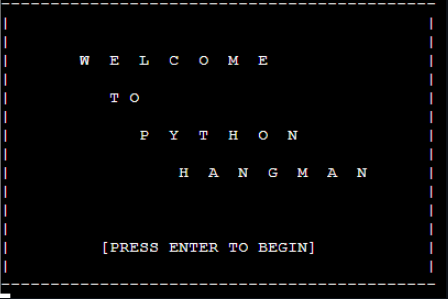 W E L C O M E
T O
P Y T H O N
H A N G M A N
[PRESS ENTER TO BEGIN]